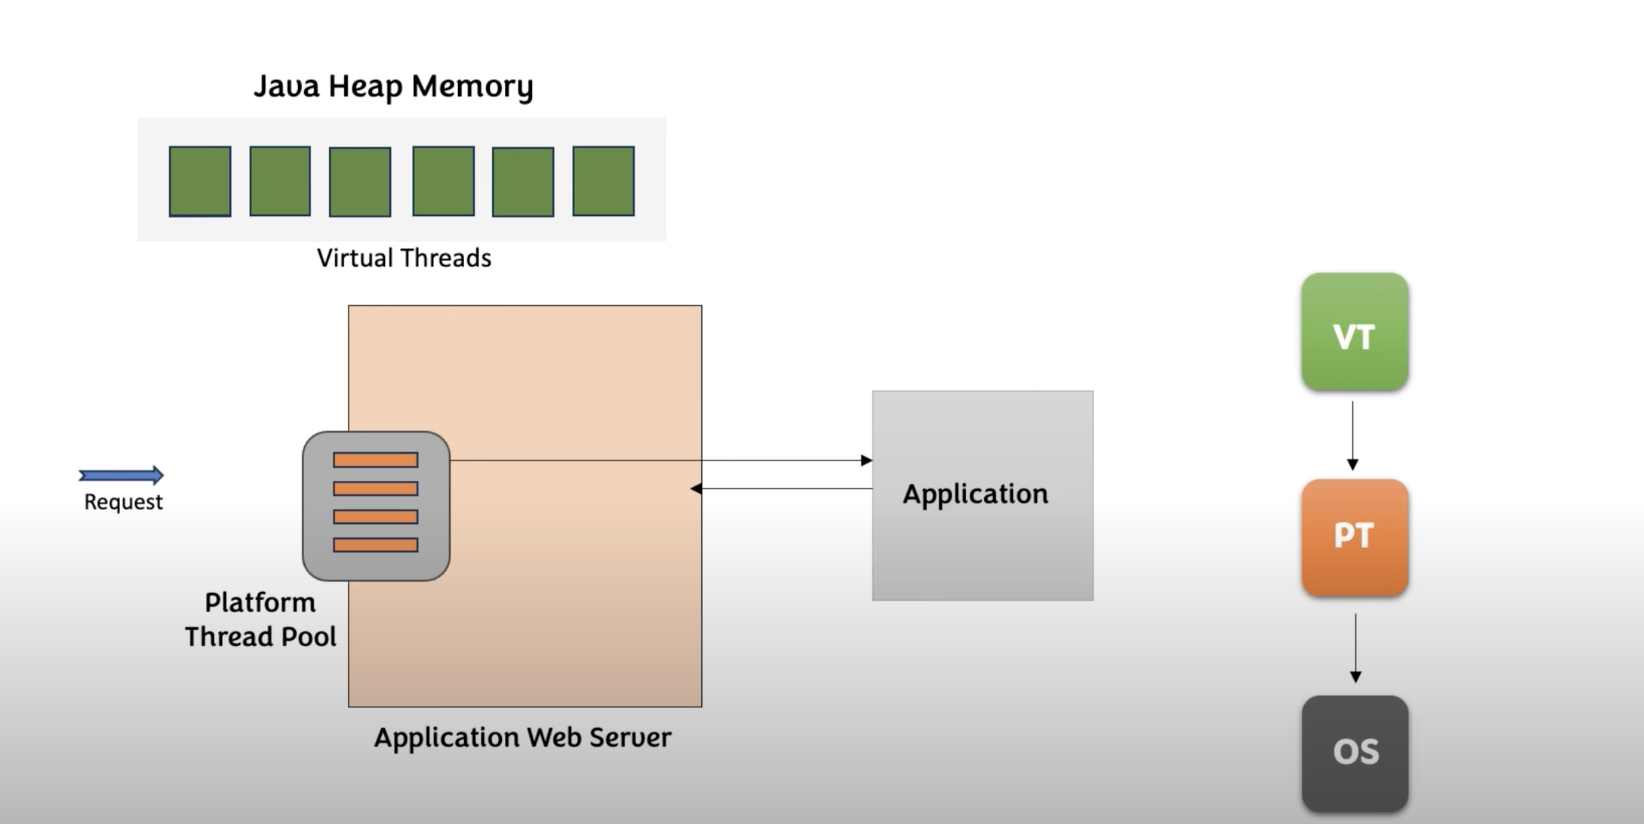 Java Heap Memory
Virtual Threads
Request
Platform
Thread Pool
Application Web Server
Application
VT
PT
OS